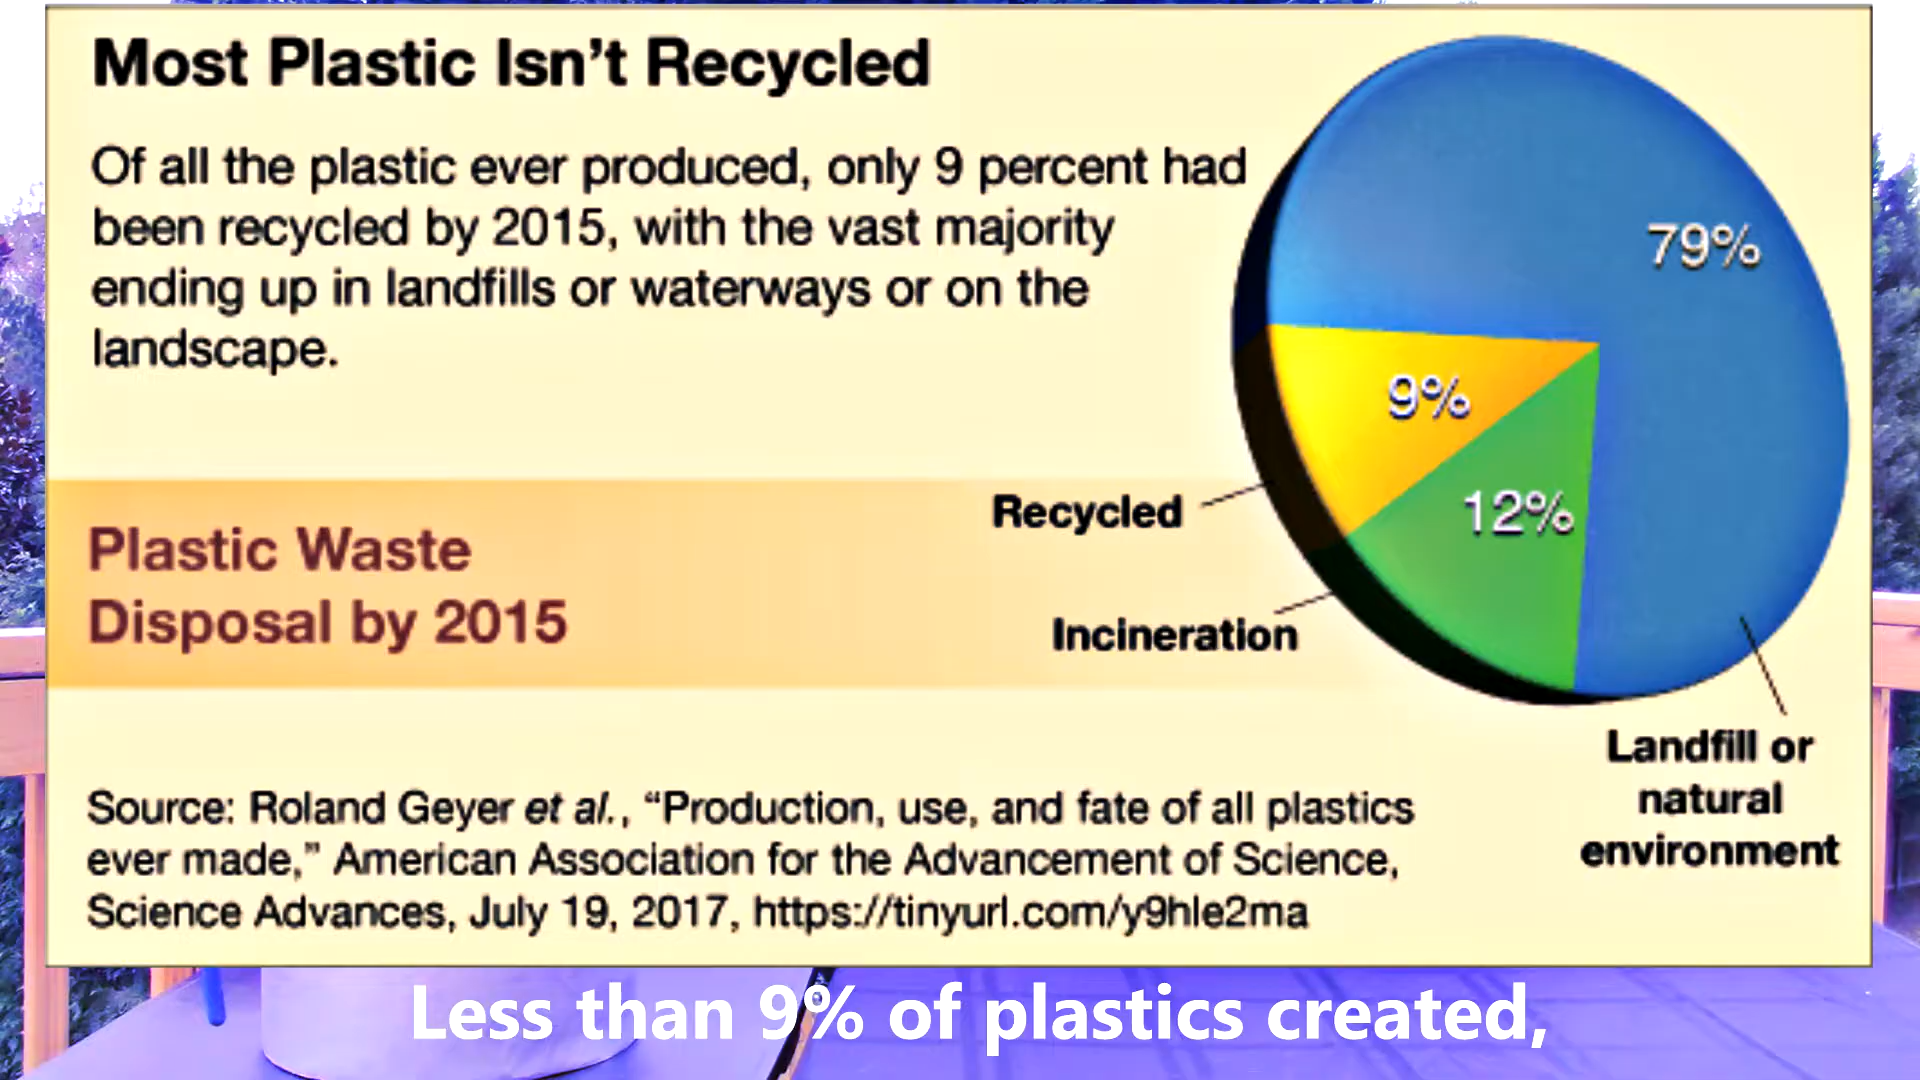 Most Plastic Isn't Recycled
Of all the plastic ever produced, only 9 percent had
been recycled by 2015, with the vast majority
ending up in landfills or waterways or on the
landscape.
79%
9%
12%
Recycled
Incineration
Landfill or
natural
environment
Plastic Waste
Disposal by 2015
Source: Roland Geyer et al., “Production, use, and fate of all plastics
ever made,” American Association for the Advancement of Science,
Science Advances, July 19, 2017, https://tinyurl.com/y9hle2ma
Less than 9% of plastics created,